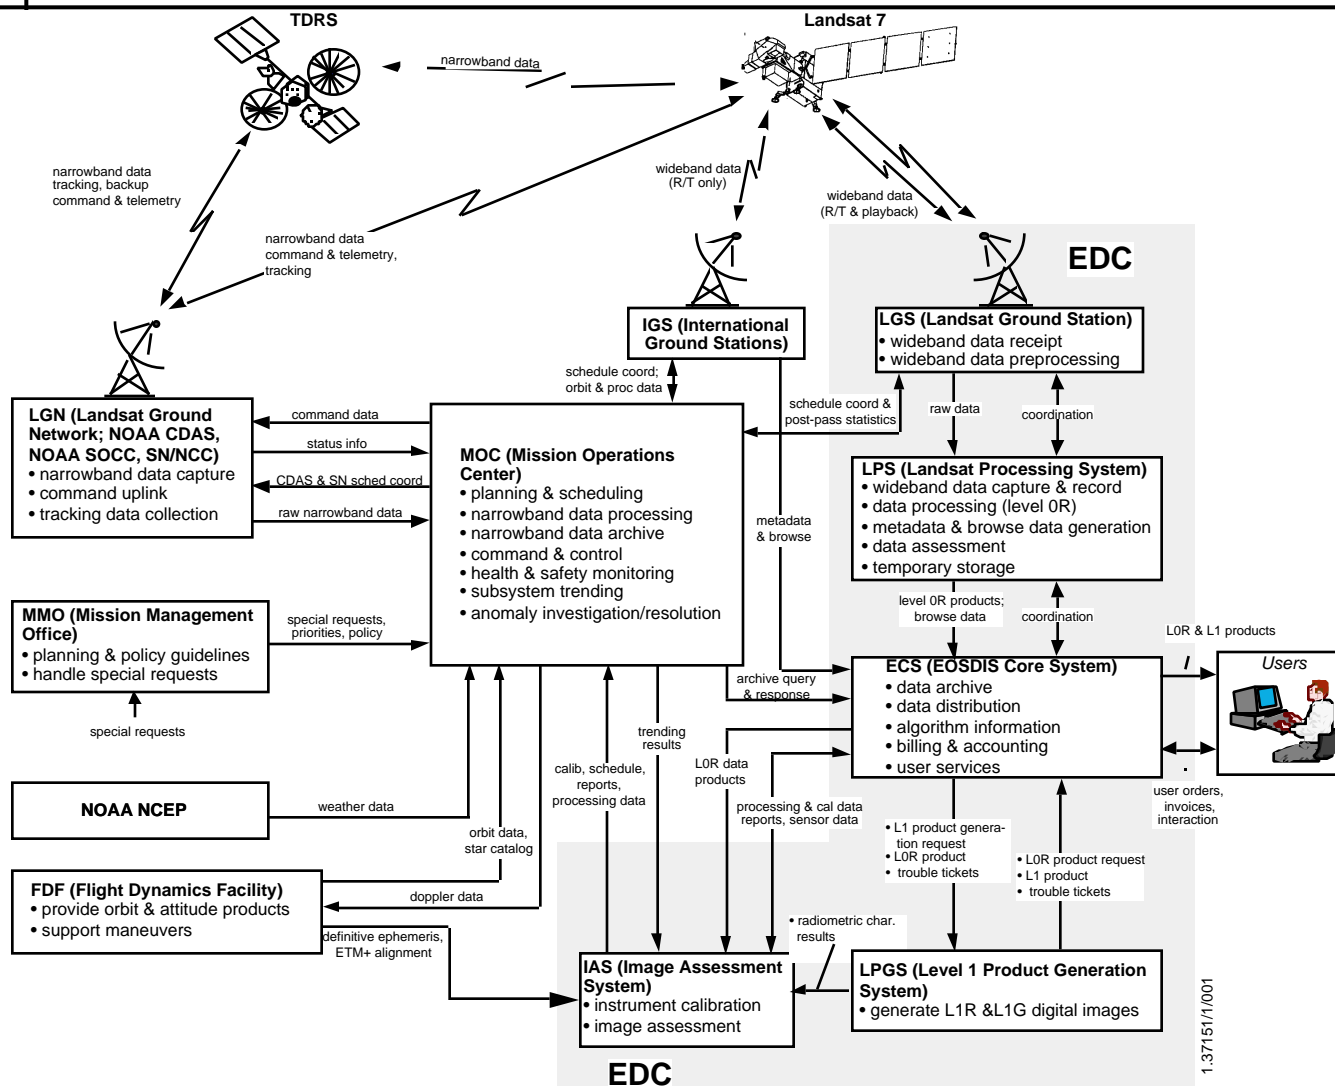 TDRS
Landsat 7
narrowband data
narrowband data
tracking, backup
command & telemetry
wideband data
(R/T only)
wideband data
(R/T & playback)
narrowband data
command & telemetry,
tracking
EDC
IGS (International
Ground Stations)
LGS (Landsat Ground Station)
• wideband data receipt
• wideband data preprocessing
schedule coord;
orbit & proc data
schedule coord &
post-pass statistics
raw data
coordination
LGN (Landsat Ground
Network; NOAA CDAS,
NOAA SOCC, SN/NCC)
• narrowband data capture
• command uplink
• tracking data collection
command data
status info
CDAS & SN sched coord
raw narrowband data
MOC (Mission Operations
Center)
• planning & scheduling
• narrowband data processing
• narrowband data archive
• command & control
• health & safety monitoring
• subsystem trending
• anomaly investigation/resolution
metadata
& browse
LPS (Landsat Processing System)
• wideband data capture & record
• data processing (level 0R)
• metadata & browse data generation
• data assessment
• temporary storage
level 0R products;
browse data
coordination
MMO (Mission Management
Office)
• planning & policy guidelines
• handle special requests
special requests,
priorities, policy
special requests
archive query
& response
ECS (EOSDIS Core System)
• data archive
• data distribution
• algorithm information
• billing & accounting
• user services
L0R & L1 products
Users
user orders,
invoices,
interaction
NOAA NCEP
weather data
orbit data,
star catalog
calib, schedule,
reports,
processing data
trending
results
L0R data
products
processing & cal data
reports, sensor data
• L1 product genera-
tion request
• L0R product
• trouble tickets
• L0R product request
• L1 product
• trouble tickets
FDF (Flight Dynamics Facility)
• provide orbit & attitude products
• support maneuvers
doppler data
definitive ephemeris,
ETM+ alignment
• radiometric char.
results
IAS (Image Assessment
System)
• instrument calibration
• image assessment
LPGS (Level 1 Product Generation
System)
• generate L1R &L1G digital images
EDC
1.37151/1/001